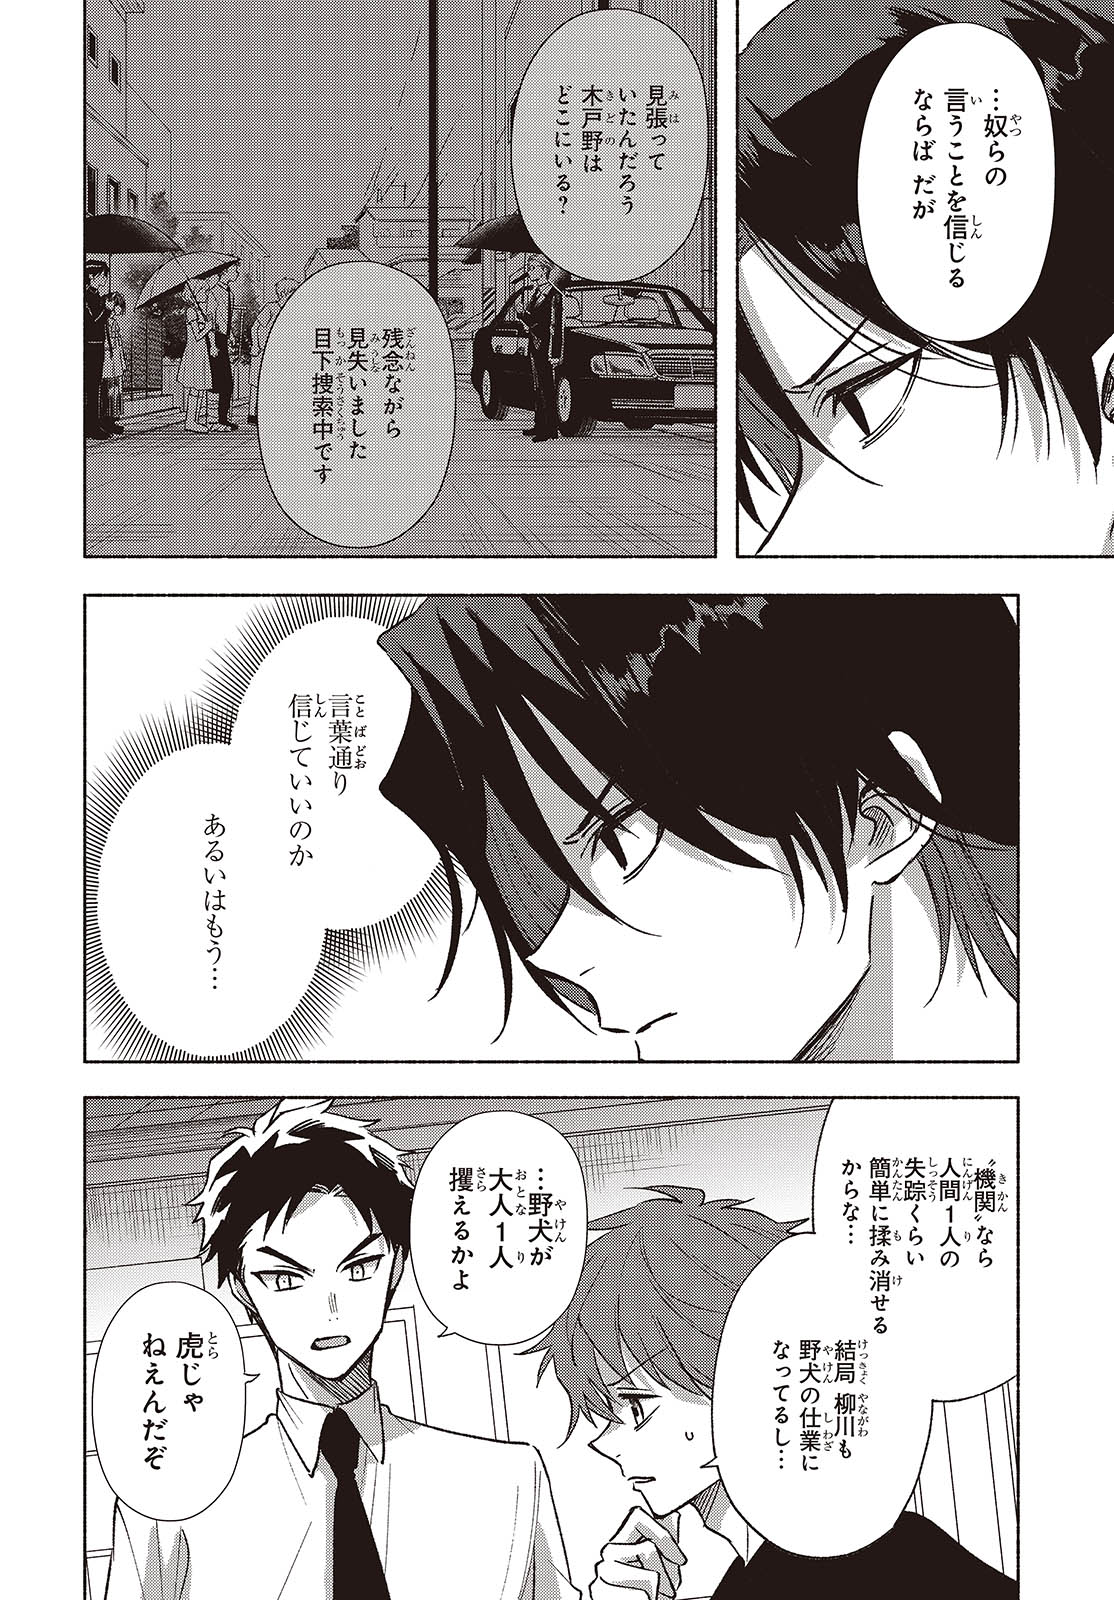 …奴らの
言うことを信じる
ならば だが
見張って
いたんだろう
木戸野は
どこにいる？
残念ながら
見失いました
目下捜索中です
言葉通り
信じていいのか
あるいはもう…
〝機関〟なら
人間1人の
失踪くらい
簡単に揉み消せる
からな…
結局 柳川も
野犬の仕業に
なってるし…
…野犬が
大人1人
攫えるかよ
虎じゃ
ねえんだぞ